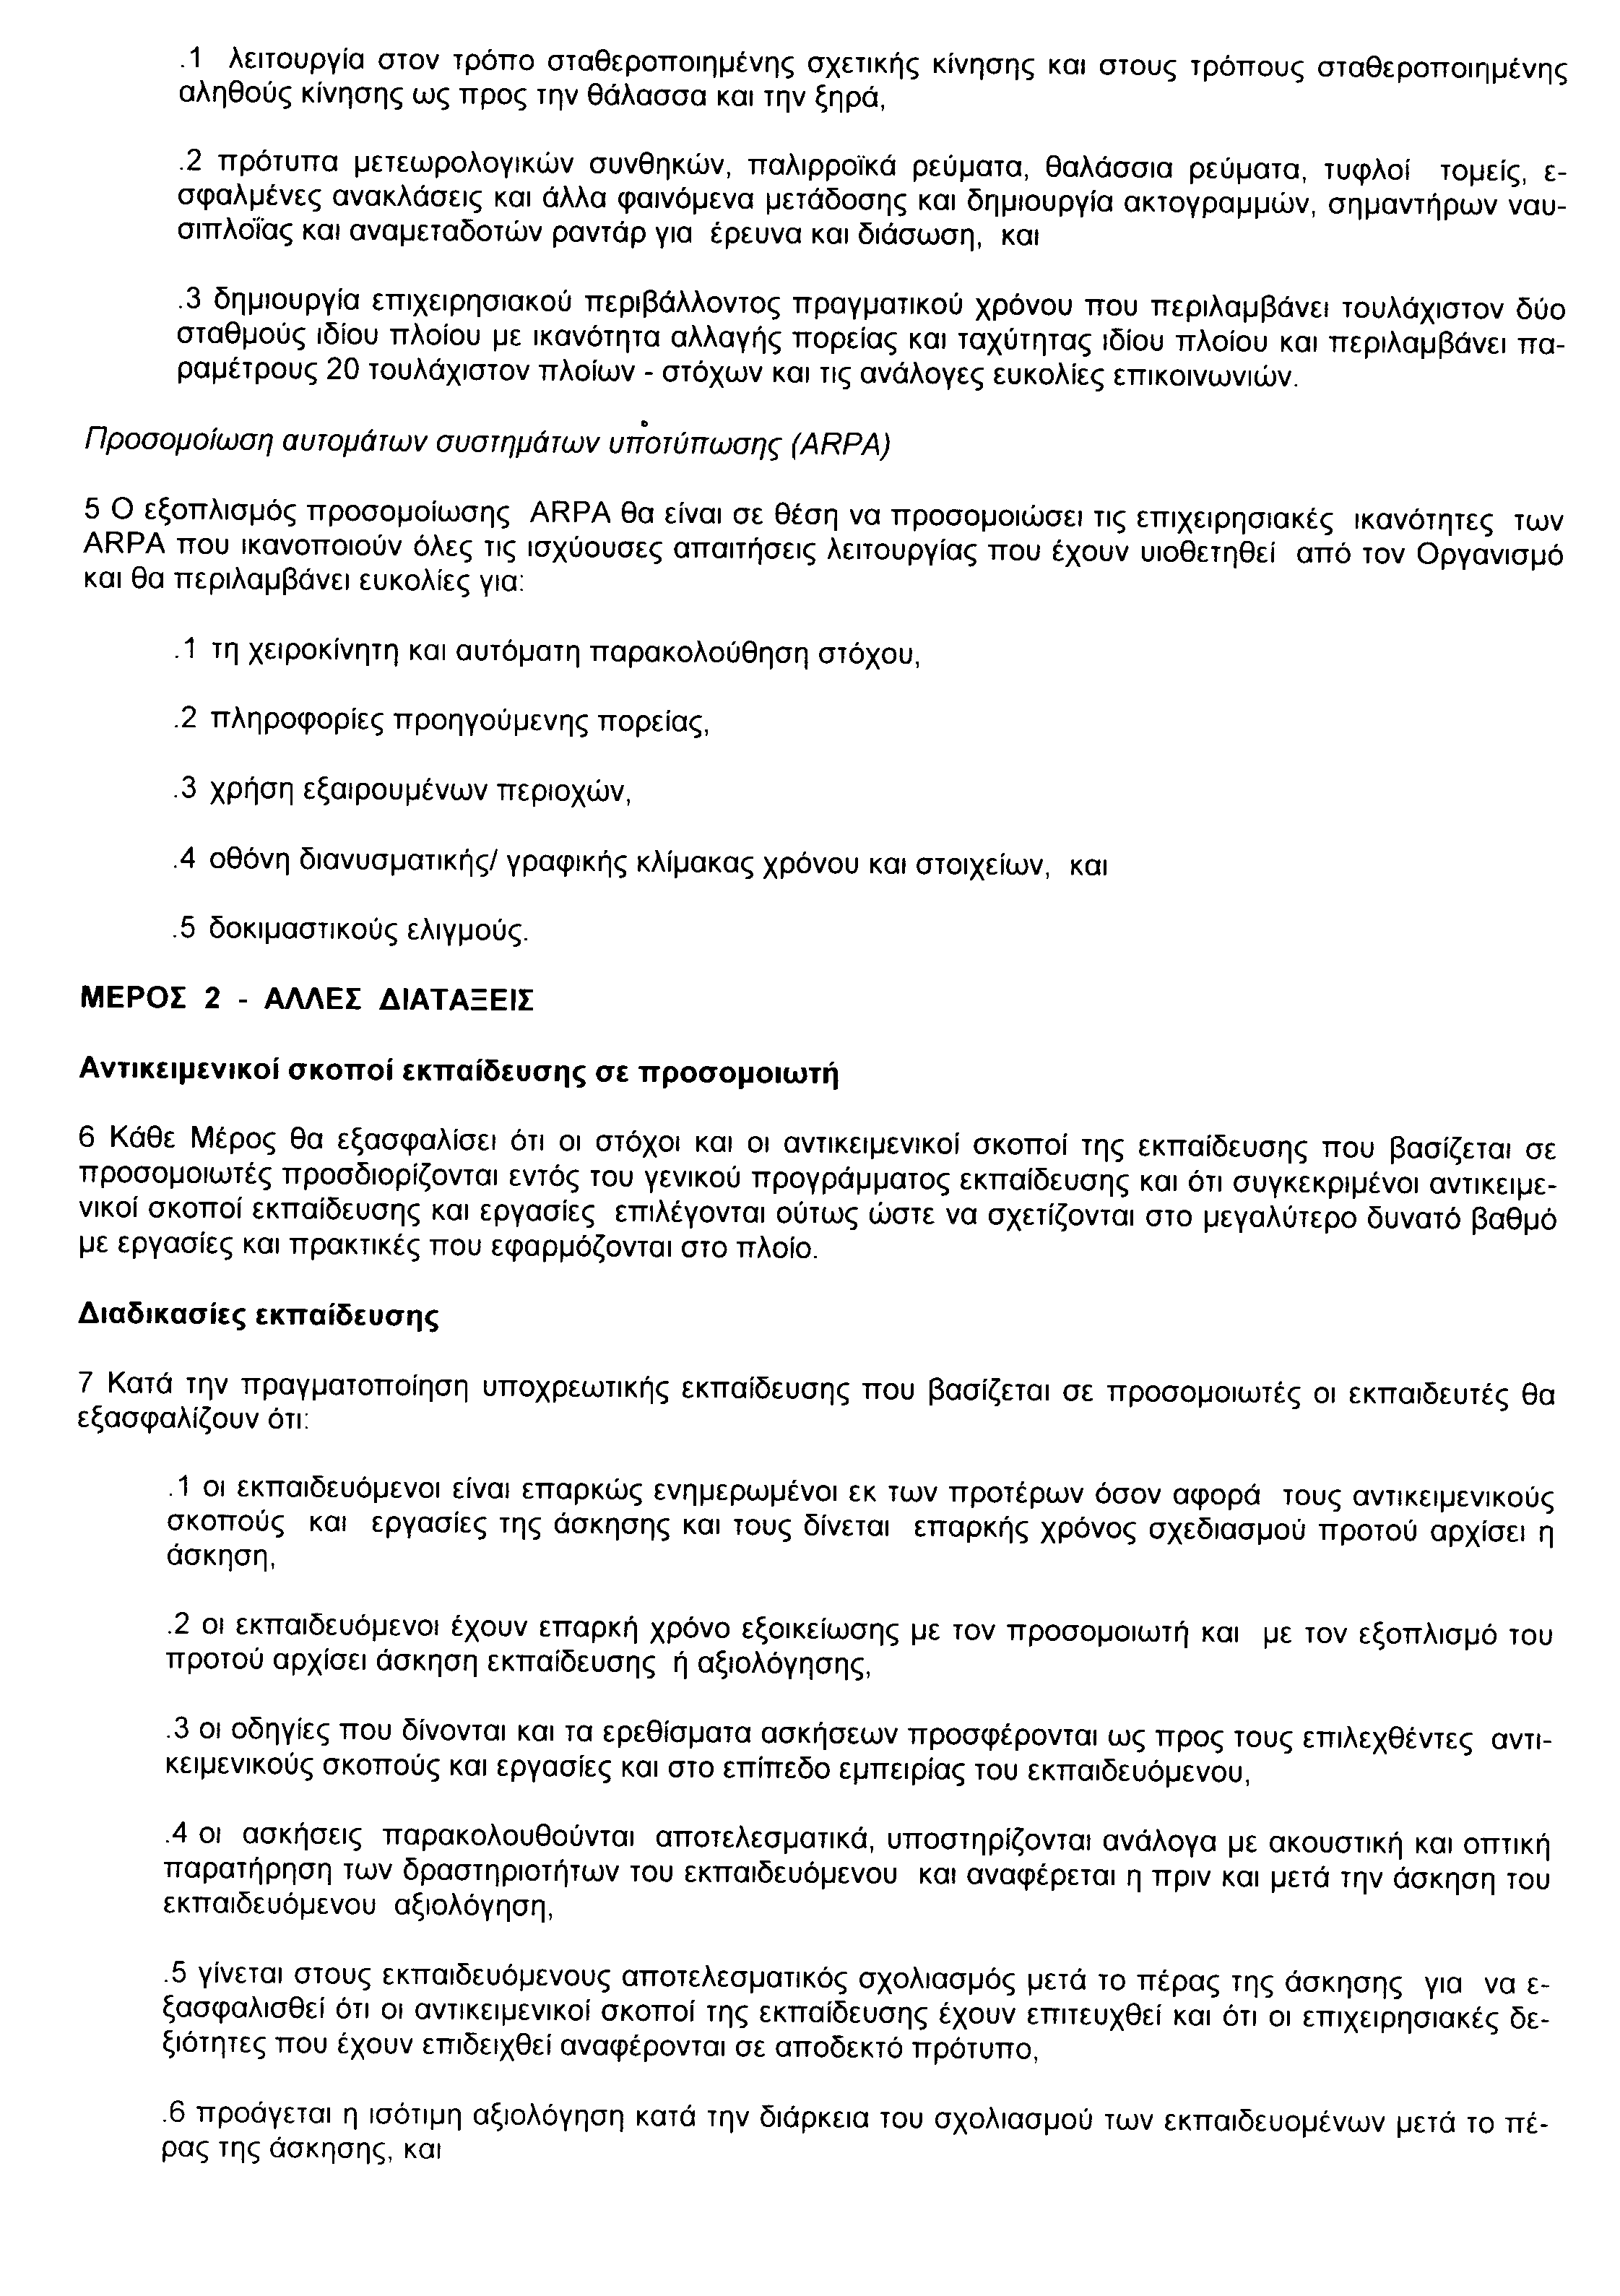 .1 λειτουργία στον τρόπο σταθεροποιημένης σχετικής κίνησης και στους τρόπους σταθεροποιημένης
αληθούς κίνησης ως προς την θάλασσα και την ξηρά,
.2 πρότυπα μετεωρολογικών συνθηκών, παλιρροϊκά ρεύματα, θαλάσσια ρεύματα, τυφλοί τομείς, ε-
σφαλμένες ανακλάσεις και άλλα φαινόμενα μετάδοσης και δημιουργία ακτογραμμών, σημαντήρων ναυ-
σιπλοΐας και αναμεταδοτών ραντάρ για έρευνα και διάσωση, και
.3 δημιουργία επιχειρησιακού περιβάλλοντος πραγματικού χρόνου που περιλαμβάνει τουλάχιστον δύο
σταθμούς ιδίου πλοίου με ικανότητα αλλαγής πορείας και ταχύτητας ιδίου πλοίου και περιλαμβάνει πα-
ραμέτρους 20 τουλάχιστον πλοίων - στόχων και τις ανάλογες ευκολίες επικοινωνιών.
Προσομοίωση αυτομάτων συστημάτων υποτύπωσης (ARPA)
5 Ο εξοπλισμός προσομοίωσης ARPA θα είναι σε θέση να προσομοιώσει τις επιχειρησιακές ικανότητες των
ARPA που ικανοποιούν όλες τις ισχύουσες απαιτήσεις λειτουργίας που έχουν υιοθετηθεί από τον Οργανισμό
και θα περιλαμβάνει ευκολίες για:
.1 τη χειροκίνητη και αυτόματη παρακολούθηση στόχου,
.2 πληροφορίες προηγούμενης πορείας,
.3 χρήση εξαιρουμένων περιοχών,
.4 οθόνη διανυσματικής/ γραφικής κλίμακας χρόνου και στοιχείων, και
.5 δοκιμαστικούς ελιγμούς.
ΜΕΡΟΣ 2 - ΑΛΛΕΣ ΔΙΑΤΑΞΕΙΣ
Αντικειμενικοί σκοποί εκπαίδευσης σε προσομοιωτή
6 Κάθε Μέρος θα εξασφαλίσει ότι οι στόχοι και οι αντικειμενικοί σκοποί της εκπαίδευσης που βασίζεται σε
προσομοιωτές προσδιορίζονται εντός του γενικού προγράμματος εκπαίδευσης και ότι συγκεκριμένοι αντικειμε-
νικοί σκοποί εκπαίδευσης και εργασίες επιλέγονται ούτως ώστε να σχετίζονται στο μεγαλύτερο δυνατό βαθμό
με εργασίες και πρακτικές που εφαρμόζονται στο πλοίο.
Διαδικασίες εκπαίδευσης
7 Κατά την πραγματοποίηση υποχρεωτικής εκπαίδευσης που βασίζεται σε προσομοιωτές οι εκπαιδευτές θα
εξασφαλίζουν ότι:
.1 οι εκπαιδευόμενοι είναι επαρκώς ενημερωμένοι εκ των προτέρων όσον αφορά τους αντικειμενικούς
σκοπούς και εργασίες της άσκησης και τους δίνεται επαρκής χρόνος σχεδιασμού προτού αρχίσει η
άσκηση,
.2 οι εκπαιδευόμενοι έχουν επαρκή χρόνο εξοικείωσης με τον προσομοιωτή και με τον εξοπλισμό του
προτού αρχίσει άσκηση εκπαίδευσης ή αξιολόγησης,
.3 οι οδηγίες που δίνονται και τα ερεθίσματα ασκήσεων προσφέρονται ως προς τους επιλεχθέντες αντι-
κειμενικούς σκοπούς και εργασίες και στο επίπεδο εμπειρίας του εκπαιδευόμενου,
.4 οι ασκήσεις παρακολουθούνται αποτελεσματικά, υποστηρίζονται ανάλογα με ακουστική και οπτική
παρατήρηση των δραστηριοτήτων του εκπαιδευόμενου και αναφέρεται η πριν και μετά την άσκηση του
εκπαιδευόμενου αξιολόγηση,
.5 γίνεται στους εκπαιδευόμενους αποτελεσματικός σχολιασμός μετά το πέρας της άσκησης για να ε-
ξασφαλισθεί ότι οι αντικειμενικοί σκοποί της εκπαίδευσης έχουν επιτευχθεί και ότι οι επιχειρησιακές δε-
ξιότητες που έχουν επιδειχθεί αναφέρονται σε αποδεκτό πρότυπο,
.6 προάγεται η ισότιμη αξιολόγηση κατά την διάρκεια του σχολιασμού των εκπαιδευομένων μετά το πέ-
ρας της άσκησης, και